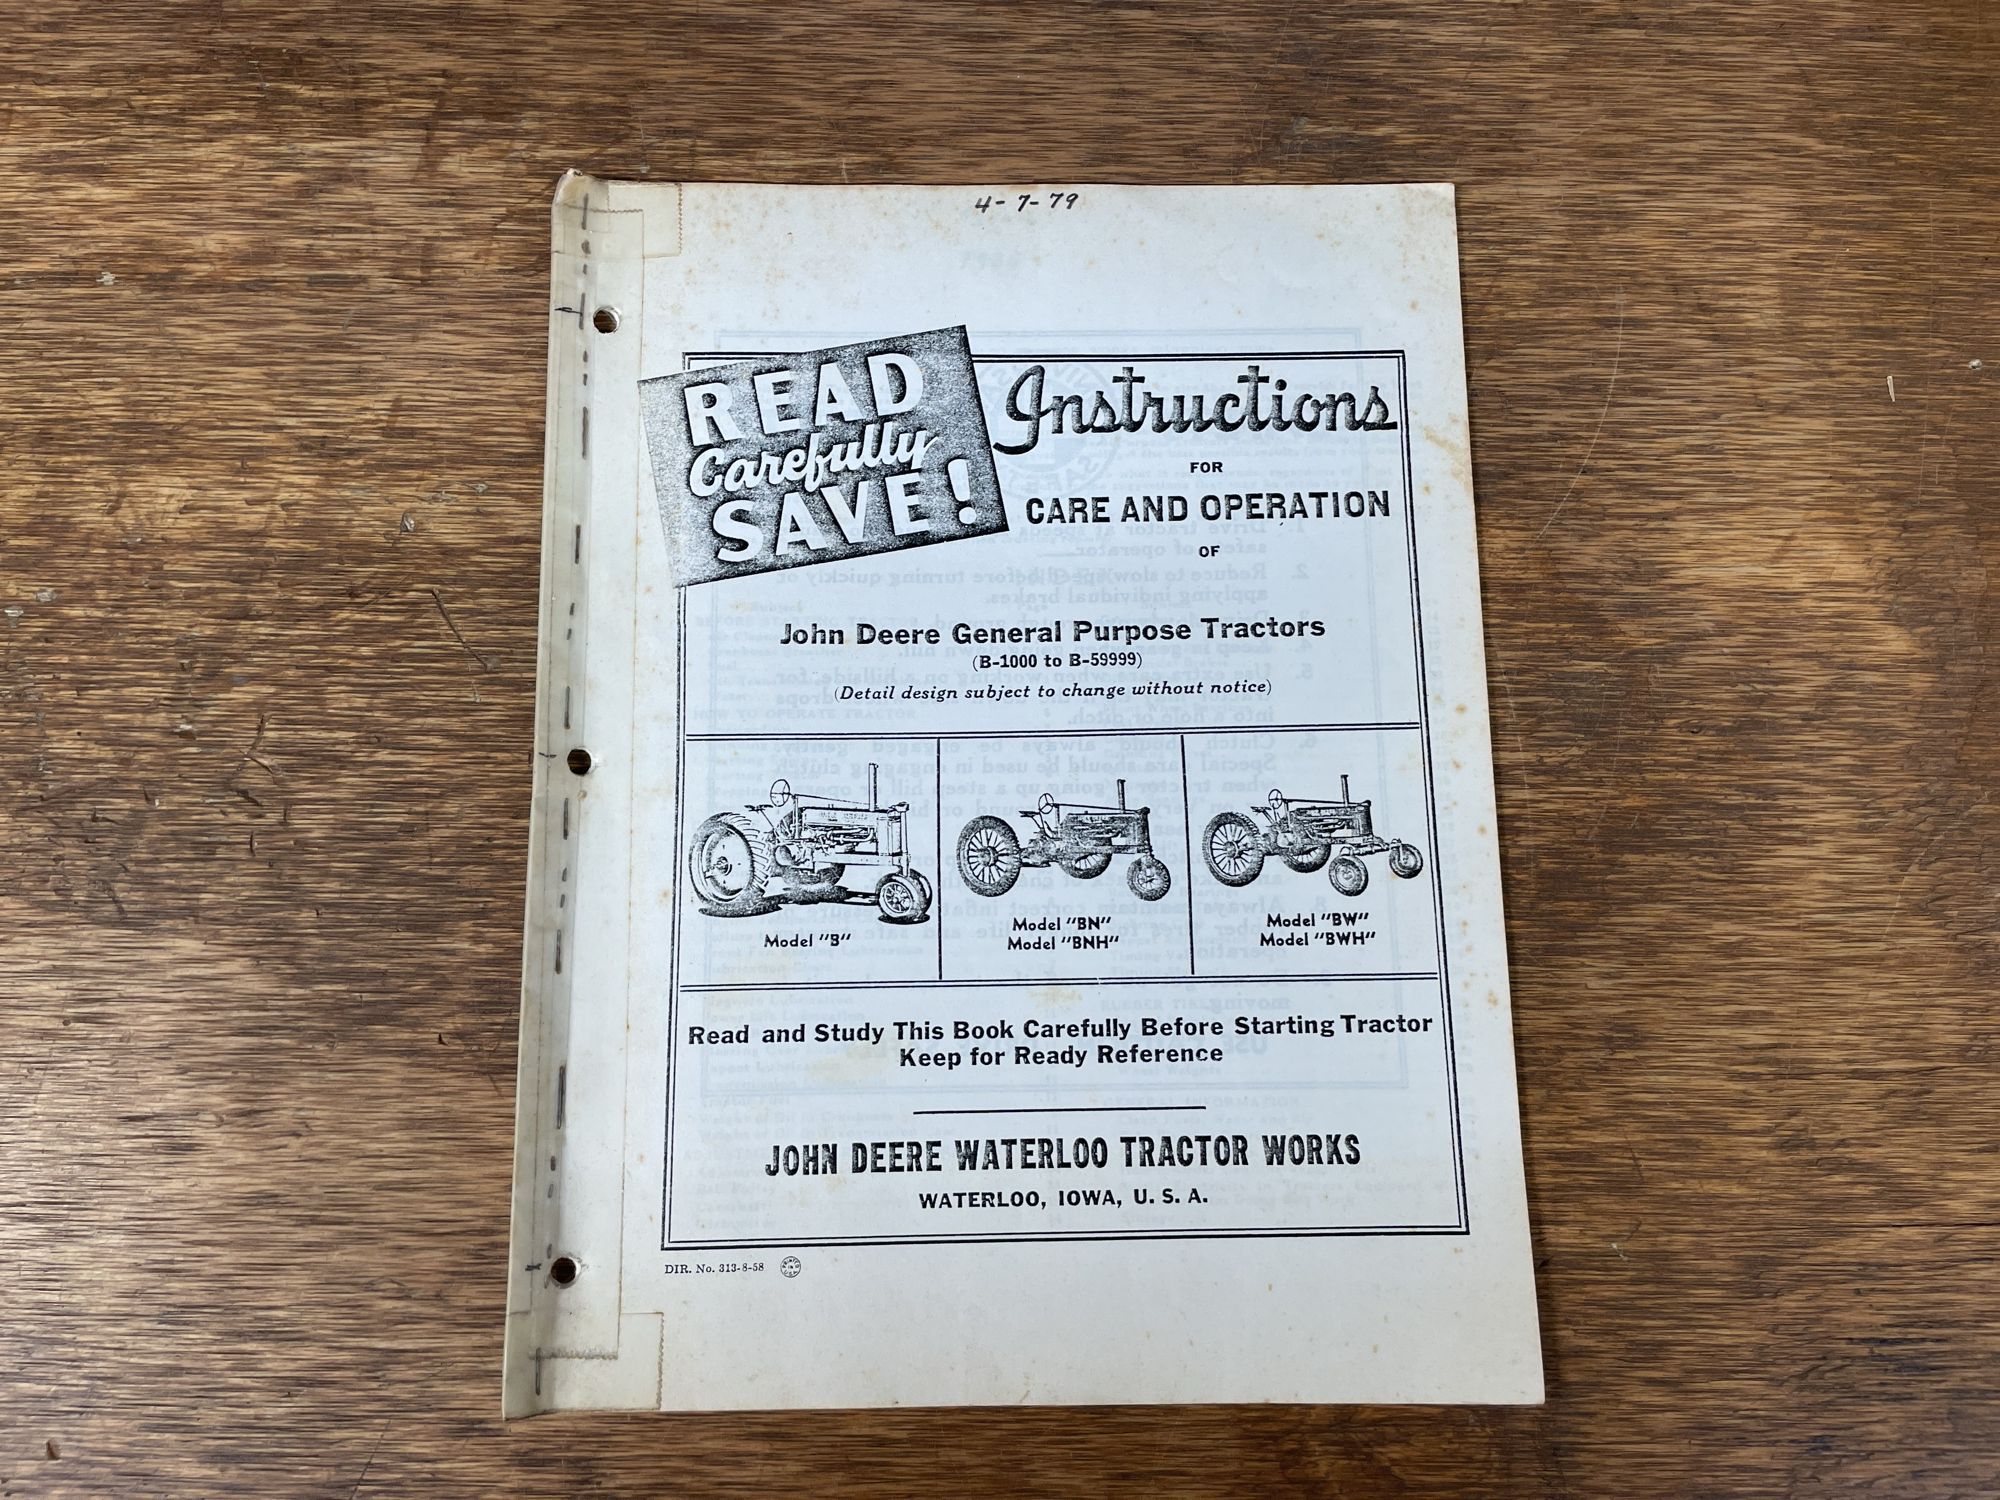 4-7-79
READ
Carefully
SAVE!
Instructions
FOR
CARE AND OPERATION
OF
John Deere General Purpose Tractors
(B-1000 to B-59999)
(Detail design subject to change without notice)
Model "B"
Model "BN"
Model "BNH"
Model "BW"
Model "BWH"
Read and Study This Book Carefully Before Starting Tractor
Keep for Ready Reference
JOHN DEERE WATERLOO TRACTOR WORKS
WATERLOO, IOWA, U. S. A.
DIR. No. 313-8-58
PRINTED
IN
U.S.A.